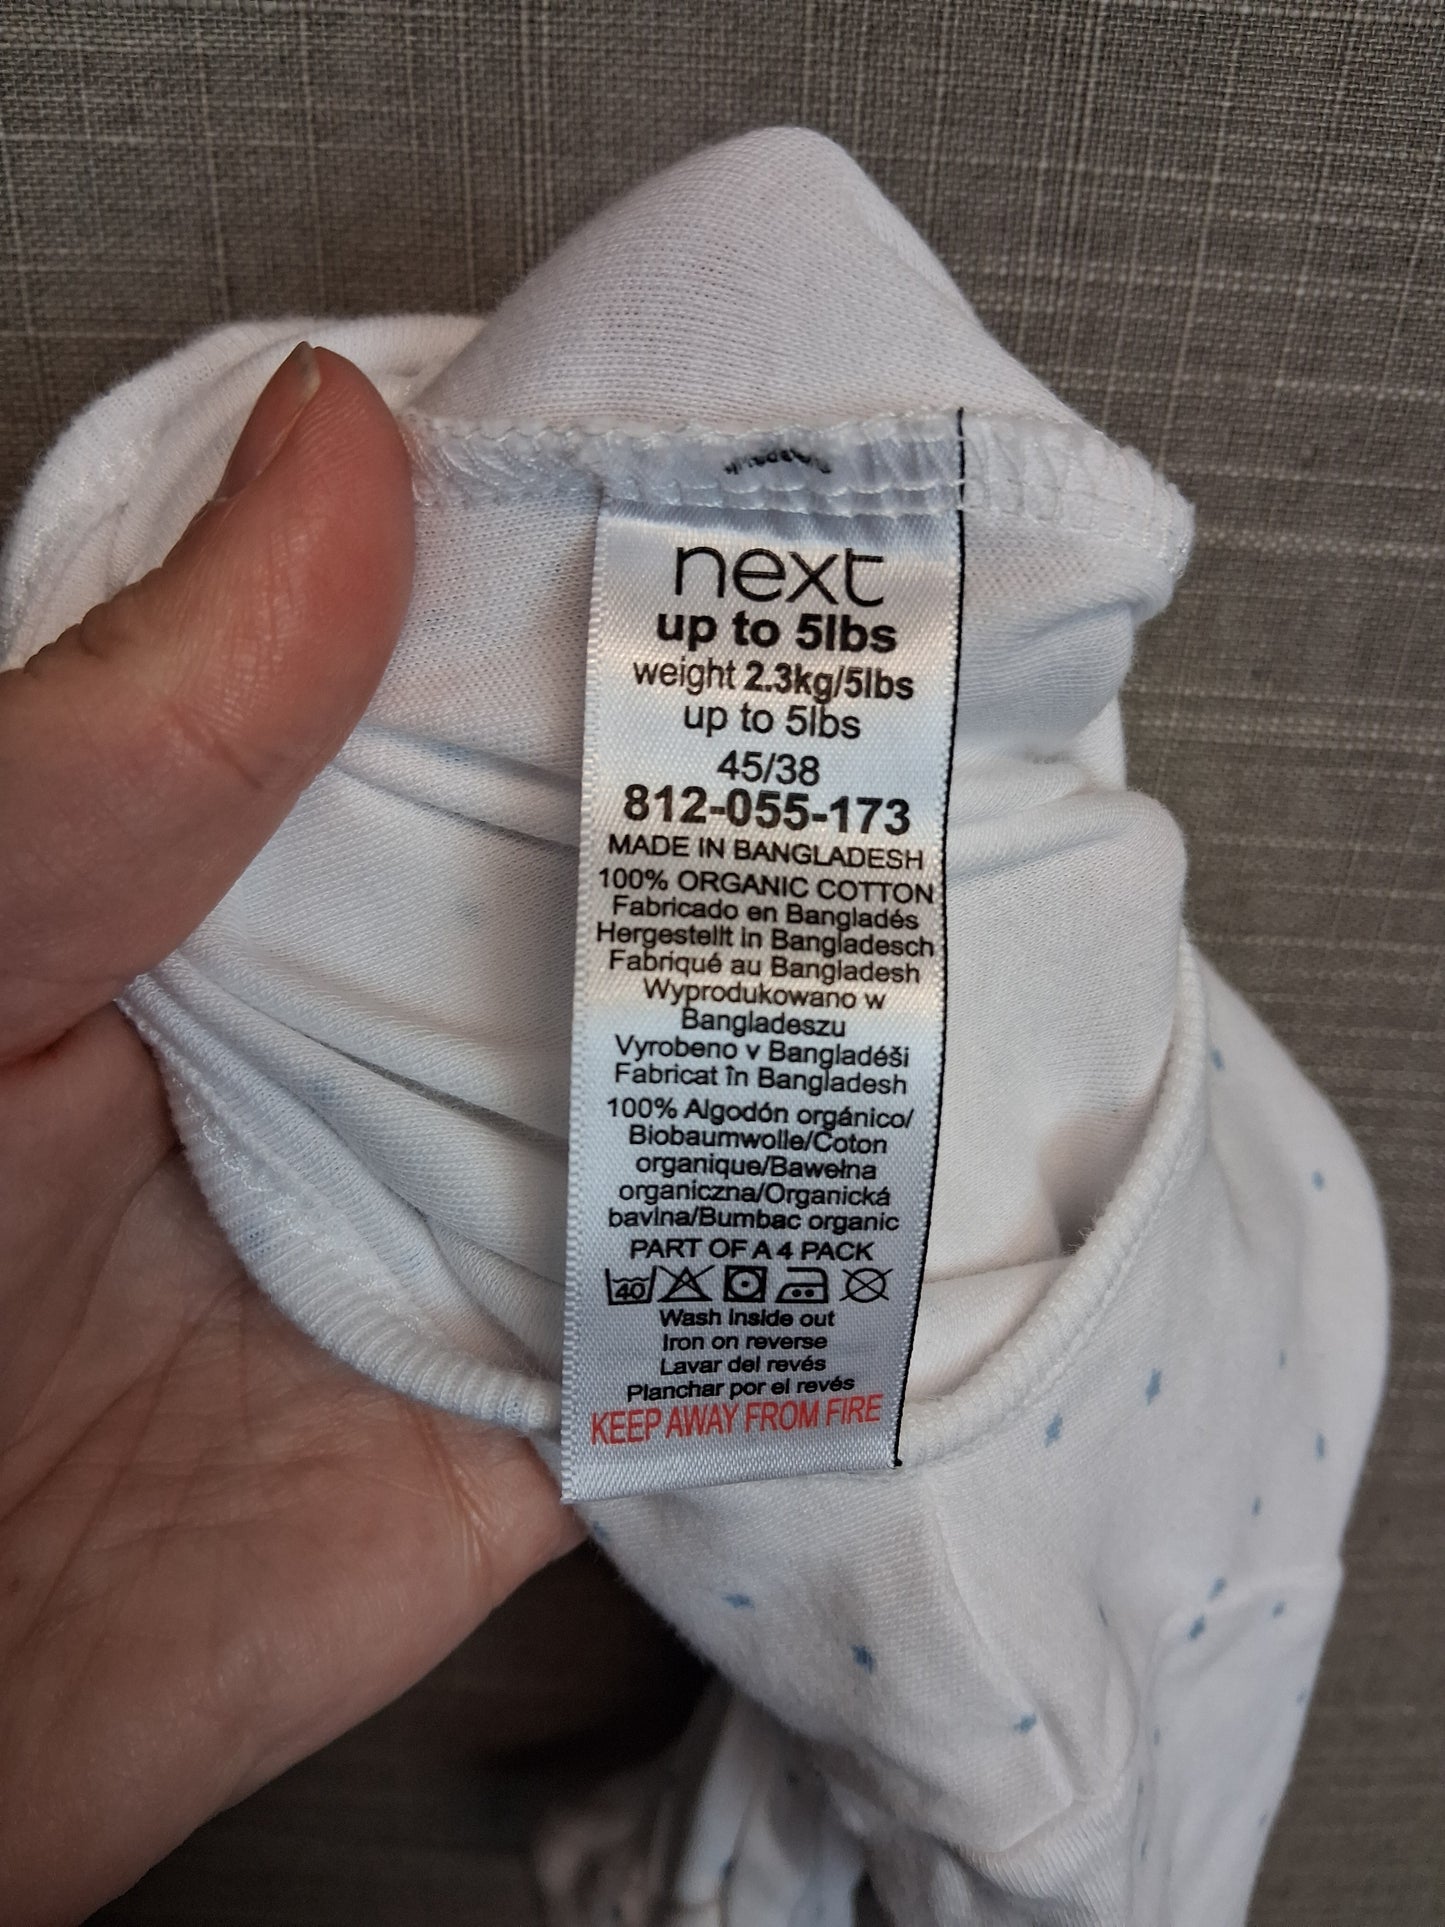 next
up to 5lbs
weight 2.3kg/5lbs
up to 5lbs
45/38
812-055-173
MADE IN BANGLADESH
100% ORGANIC COTTON
Fabricado en Bangladés
Hergestellt in Bangladesch
Fabriqué au Bangladesh
Wyprodukowano w
Bangladeszu
Vyrobeno v Bangladéši
Fabricat în Bangladesh
100% Algodón orgánico/
Biobaumwolle/Coton
organique/Bawełna
organiczna/Organická
bavlna/Bumbac organic
PART OF A 4 PACK
40
Wash inside out
Iron on reverse
Lavar del revés
Planchar por el revés
KEEP AWAY FROM FIRE